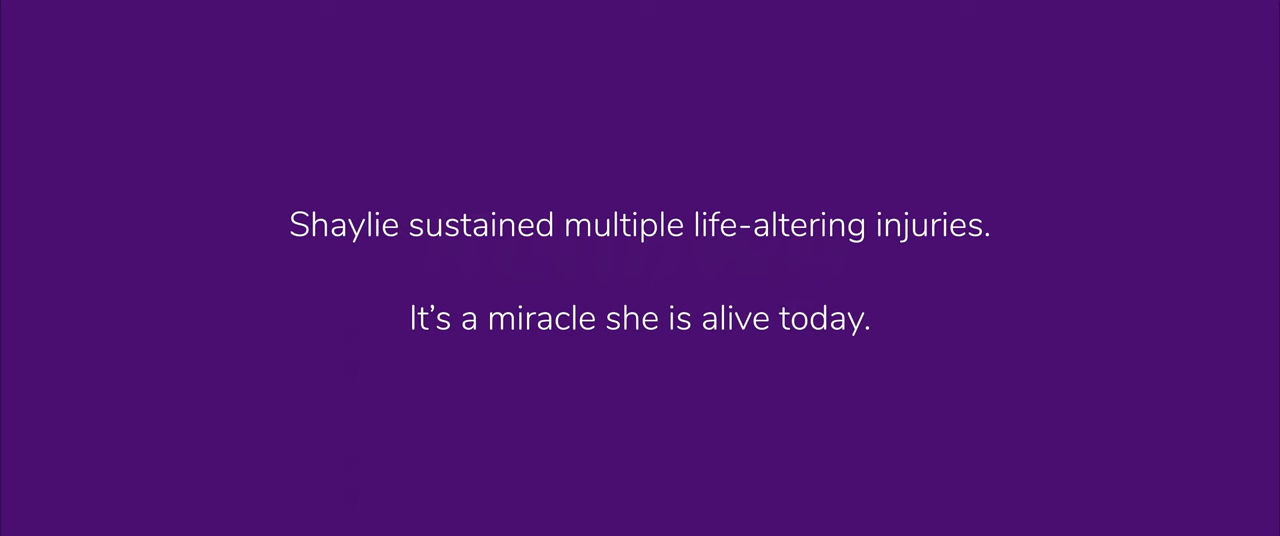 Shaylie sustained multiple life-altering injuries.
It’s a miracle she is alive today.